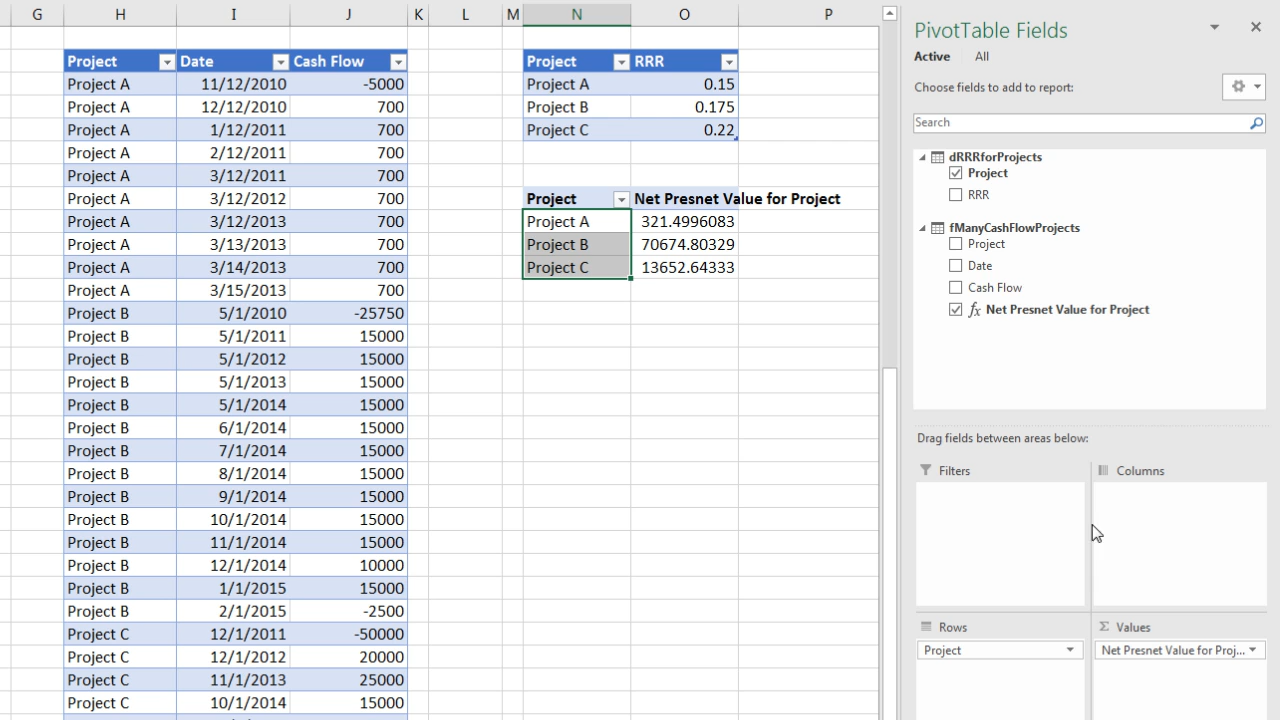 G H I J K L M N O P
Project Date Cash Flow
Project A 11/12/2010 -5000
Project A 12/12/2010 700
Project A 1/12/2011 700
Project A 2/12/2011 700
Project A 3/12/2011 700
Project A 3/12/2012 700
Project A 3/12/2013 700
Project A 3/13/2013 700
Project A 3/14/2013 700
Project A 3/15/2013 700
Project B 5/1/2010 -25750
Project B 5/1/2011 15000
Project B 5/1/2012 15000
Project B 5/1/2013 15000
Project B 5/1/2014 15000
Project B 6/1/2014 15000
Project B 7/1/2014 15000
Project B 8/1/2014 15000
Project B 9/1/2014 15000
Project B 10/1/2014 15000
Project B 11/1/2014 15000
Project B 12/1/2014 10000
Project B 1/1/2015 15000
Project B 2/1/2015 -2500
Project C 12/1/2011 -50000
Project C 12/1/2012 20000
Project C 11/1/2013 25000
Project C 10/1/2014 15000
Project RRR
Project A 0.15
Project B 0.175
Project C 0.22
Project Net Presnet Value for Project
Project A 321.4996083
Project B 70674.80329
Project C 13652.64333
PivotTable Fields
Active All
Choose fields to add to report:
Search
dRRRforProjects
Project
RRR
fManyCashFlowProjects
Project
Date
Cash Flow
fx Net Presnet Value for Project
Drag fields between areas below:
Filters
Columns
Rows
Project
Σ Values
Net Presnet Value for Proj...